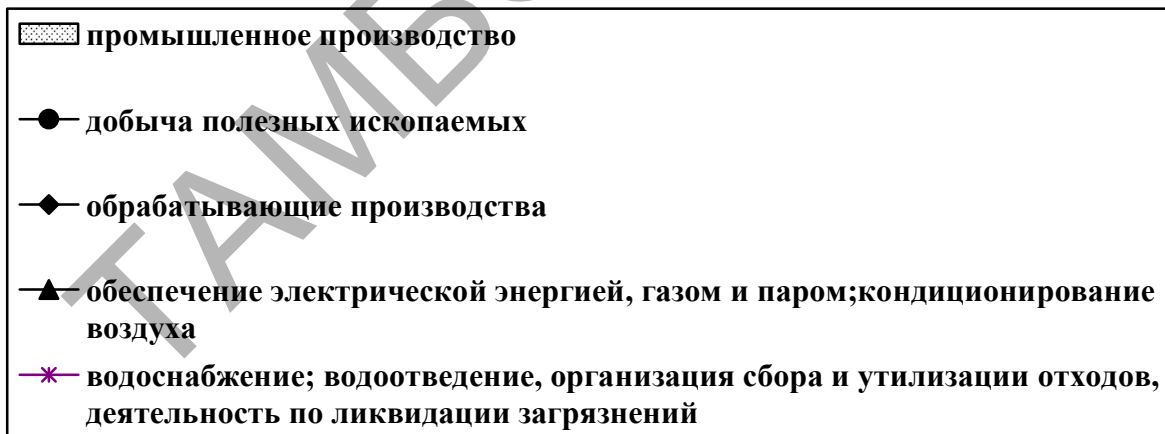 ТАМБ
промышленное производство
добыча полезных ископаемых
обрабатывающие производства
обеспечение электрической энергией, газом и паром;кондиционирование
воздуха
водоснабжение; водоотведение, организация сбора и утилизации отходов,
деятельность по ликвидации загрязнений